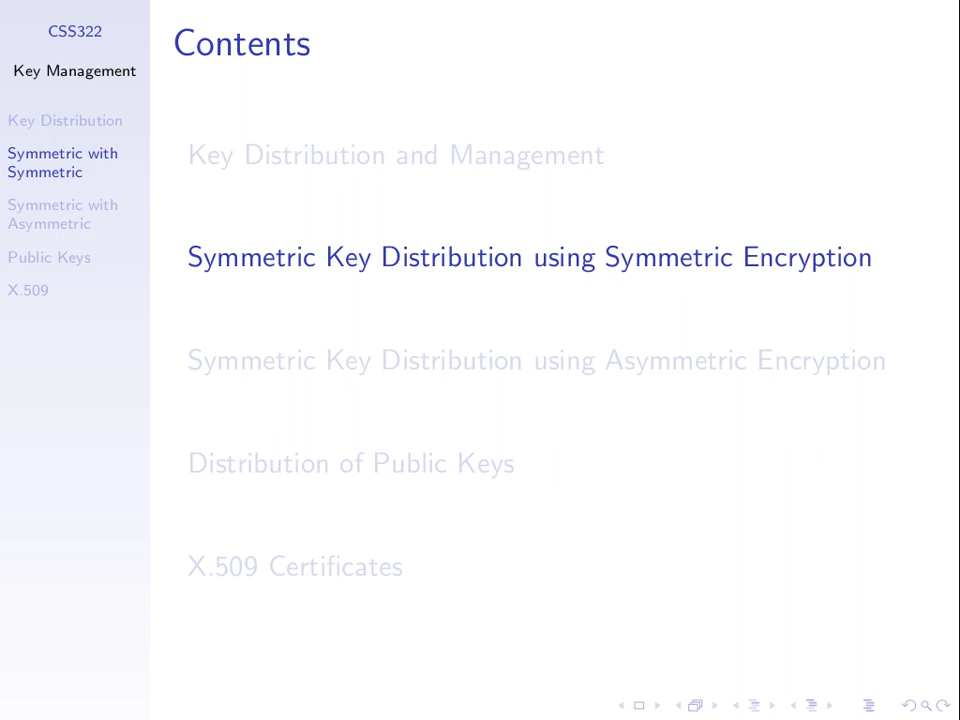 CSS322
Key Management
Key Distribution
Symmetric with
Symmetric
Symmetric with
Asymmetric
Public Keys
X.509
Contents
Key Distribution and Management
Symmetric Key Distribution using Symmetric Encryption
Symmetric Key Distribution using Asymmetric Encryption
Distribution of Public Keys
X.509 Certificates